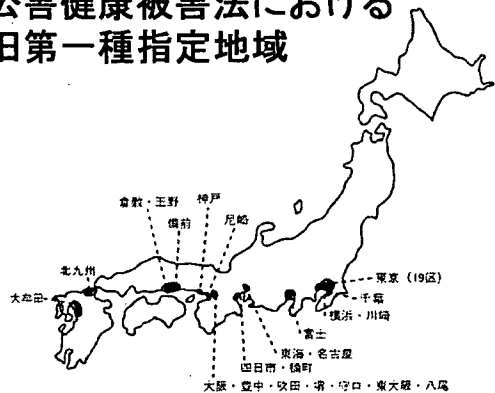 公害健康被害法における
旧第一種指定地域
倉敷・玉野
神戸
備前
尼崎
北九州
大牟田
東京（19区）
千葉
横浜・川崎
富士
東海・名古屋
四日市・楠町
大阪・豊中・吹田・堺・守口・東大阪・八尾